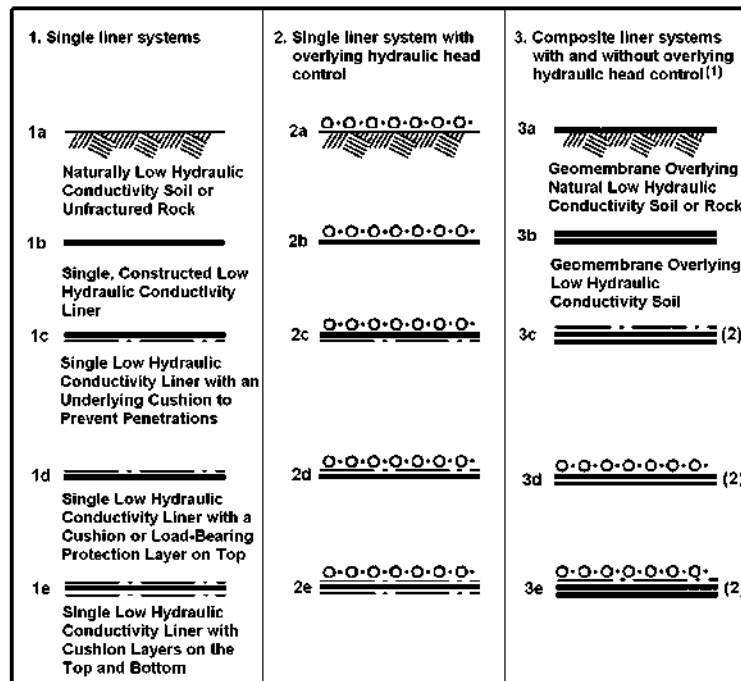 1. Single liner systems
1a
Naturally Low Hydraulic
Conductivity Soil or
Unfractured Rock
1b
Single, Constructed Low
Hydraulic Conductivity
Liner
1c
Single Low Hydraulic
Conductivity Liner with an
Underlying Cushion to
Prevent Penetrations
1d
Single Low Hydraulic
Conductivity Liner with a
Cushion or Load-Bearing
Protection Layer on Top
1e
Single Low Hydraulic
Conductivity Liner with
Cushion Layers on the
Top and Bottom
2. Single liner system with
overlying hydraulic head
control
2a
2b
2c
2d
2e
3. Composite liner systems
with and without overlying
hydraulic head control(1)
3a
Geomembrane Overlying
Natural Low Hydraulic
Conductivity Soil or Rock
3b
Geomembrane Overlying
Low Hydraulic
Conductivity Soil
3c (2)
3d (2)
3e (2)